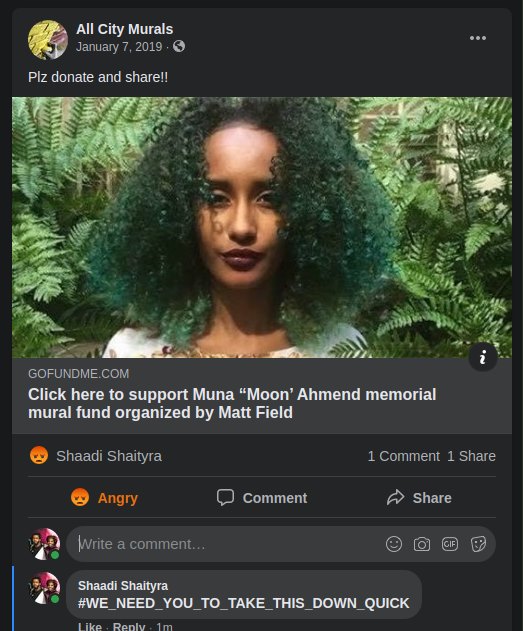 All City Murals
January 7, 2019 ·
Plz donate and share!!
i
GOFUNDME.COM
Click here to support Muna “Moon’ Ahmend memorial
mural fund organized by Matt Field
Shaadi Shaityra 1 Comment 1 Share
Angry Comment Share
Write a comment…
GIF
Shaadi Shaityra
#WE_NEED_YOU_TO_TAKE_THIS_DOWN_QUICK
Like · Reply · 1m